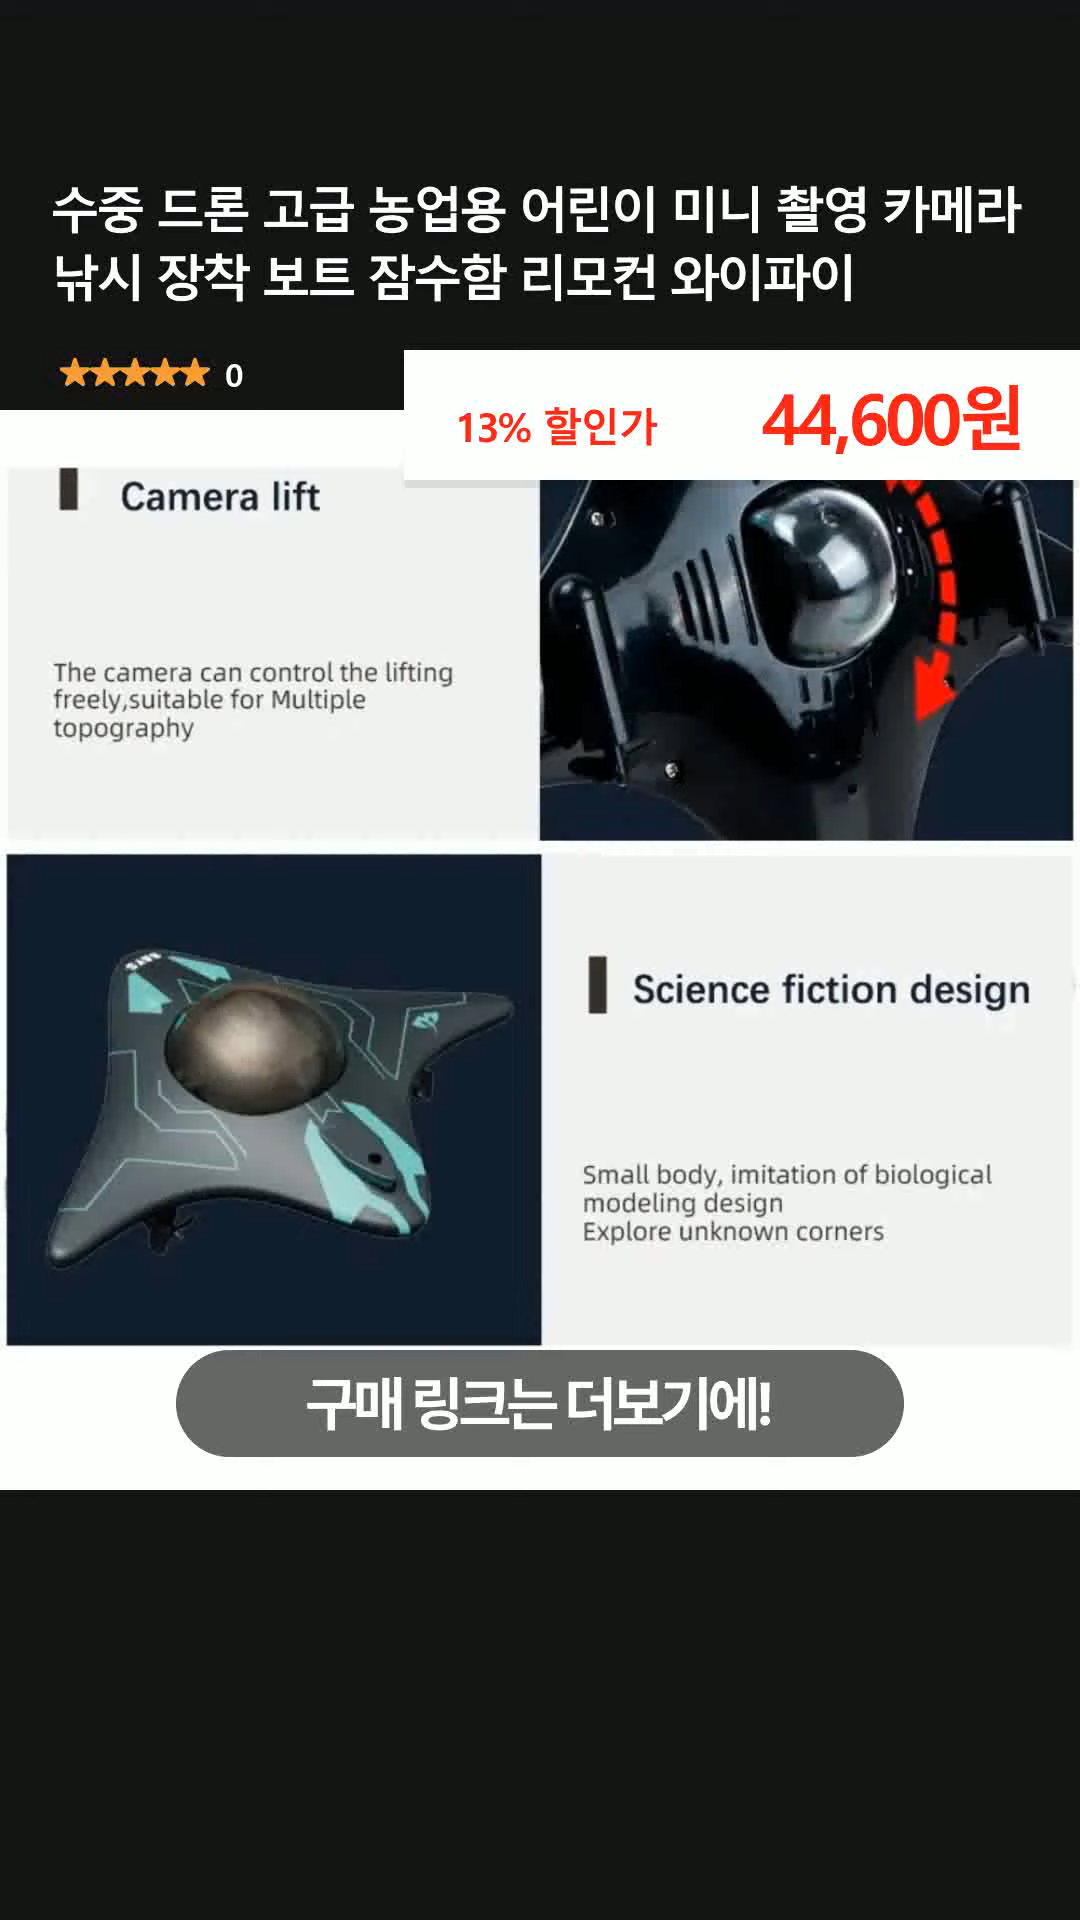 수중 드론 고급 농업용 어린이 미니 촬영 카메라
낚시 장착 보트 잠수함 리모컨 와이파이
0
13% 할인가
44,600원
Camera lift
The camera can control the lifting
freely,suitable for Multiple
topography
Science fiction design
Small body, imitation of biological
modeling design
Explore unknown corners
구매 링크는 더보기에!